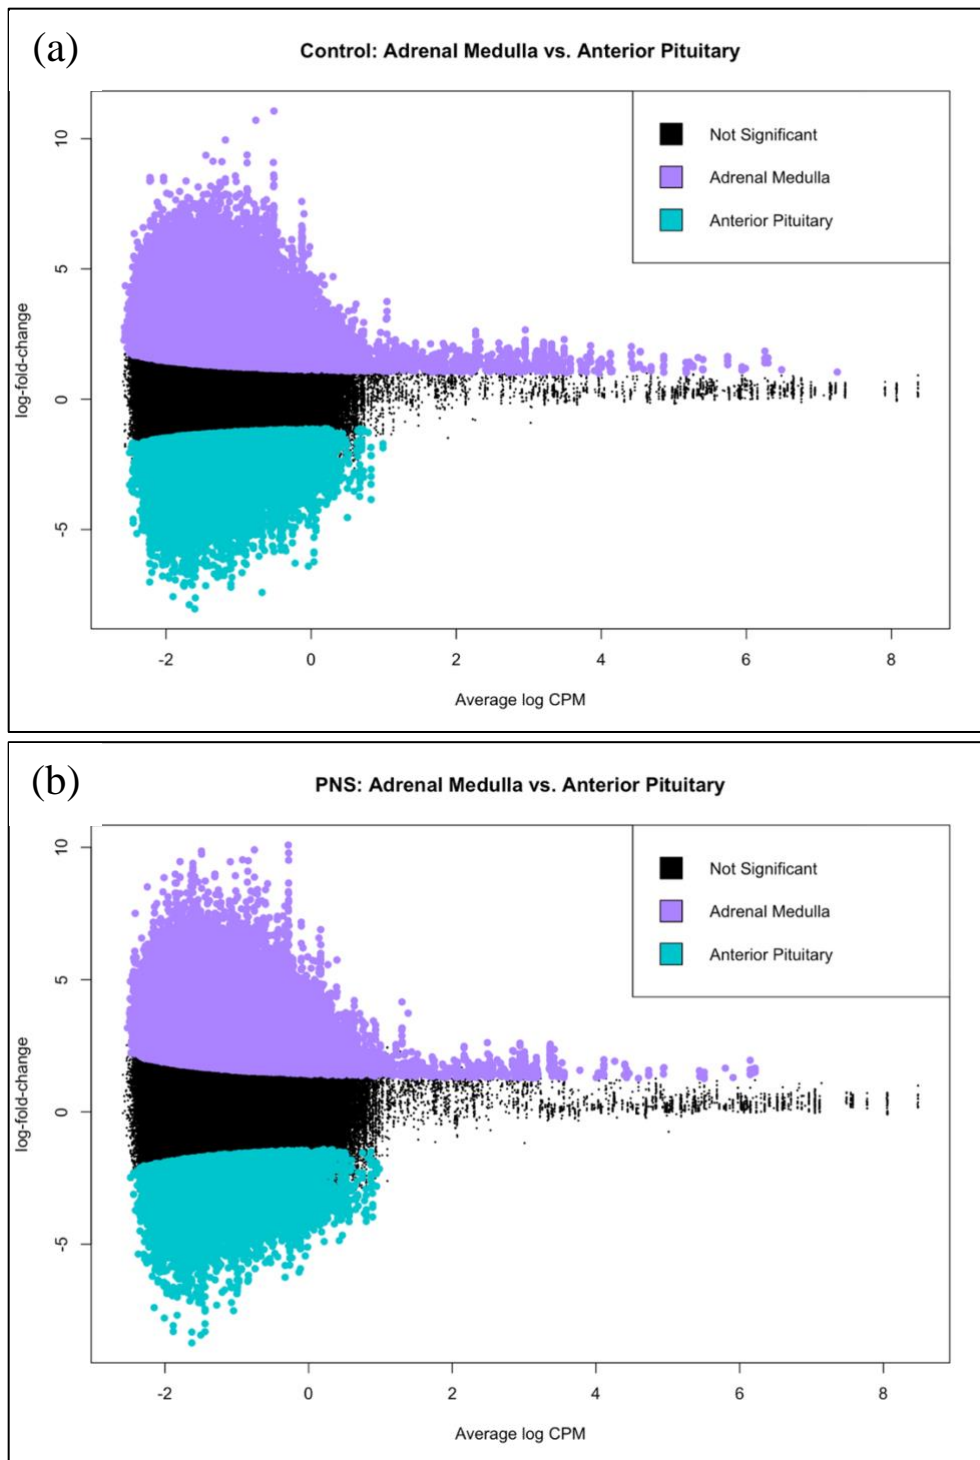 (a)
Control: Adrenal Medulla vs. Anterior Pituitary
Not Significant
Adrenal Medulla
Anterior Pituitary
log-fold-change
10
5
0
-5
-2 0 2 4 6 8
Average log CPM
(b)
PNS: Adrenal Medulla vs. Anterior Pituitary
Not Significant
Adrenal Medulla
Anterior Pituitary
log-fold-change
10
5
0
-5
-2 0 2 4 6 8
Average log CPM